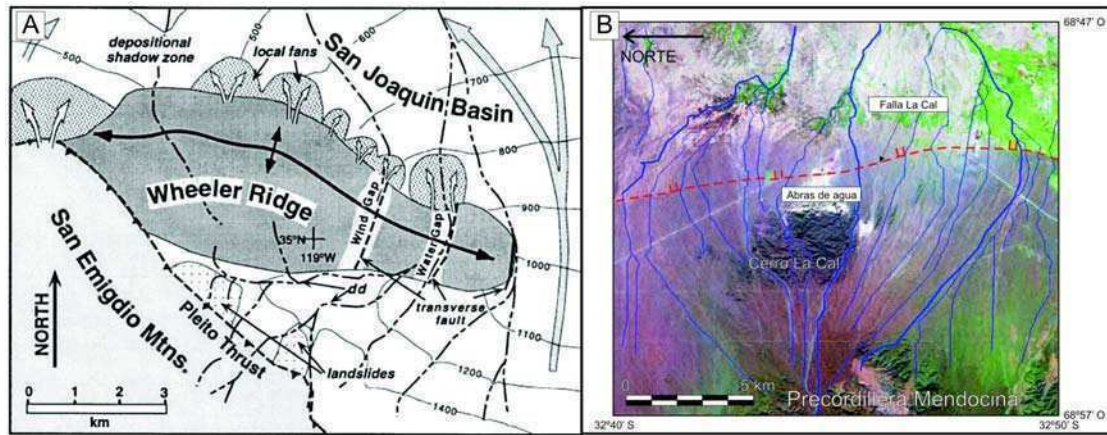 A
depositional
shadow zone
local fans
500
600
500
700
800
900
1000
1100
1200
1400
San Joaquin Basin
Wheeler Ridge
35°N
119°W
Wind Gap
Water Gap
dd
transverse
fault
San Emigdio Mtns.
Pleito Thrust
landslides
NORTH
0 1 2 3
km
B
68°47' O
NORTE
Falla La Cal
Abras de agua
Cerro La Cal
0 5 km
Precordillera Mendocina
68°57' O
32°40' S
32°50' S